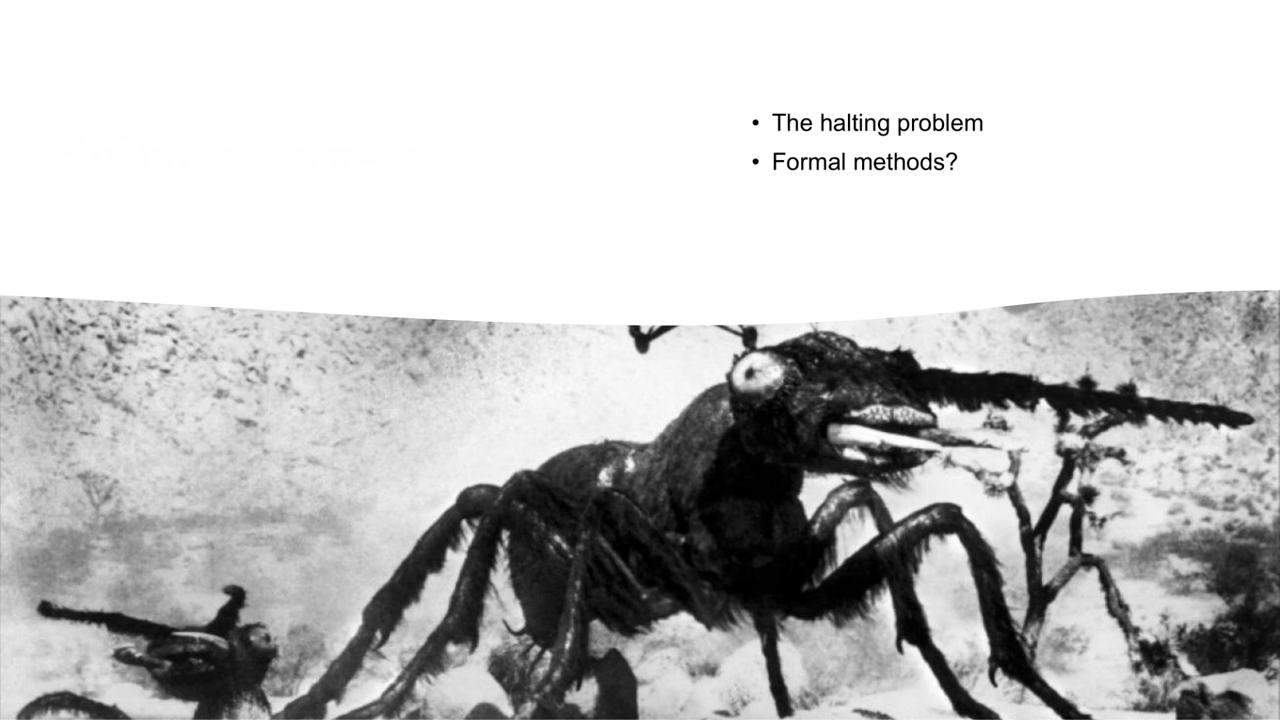 • The halting problem
• Formal methods?